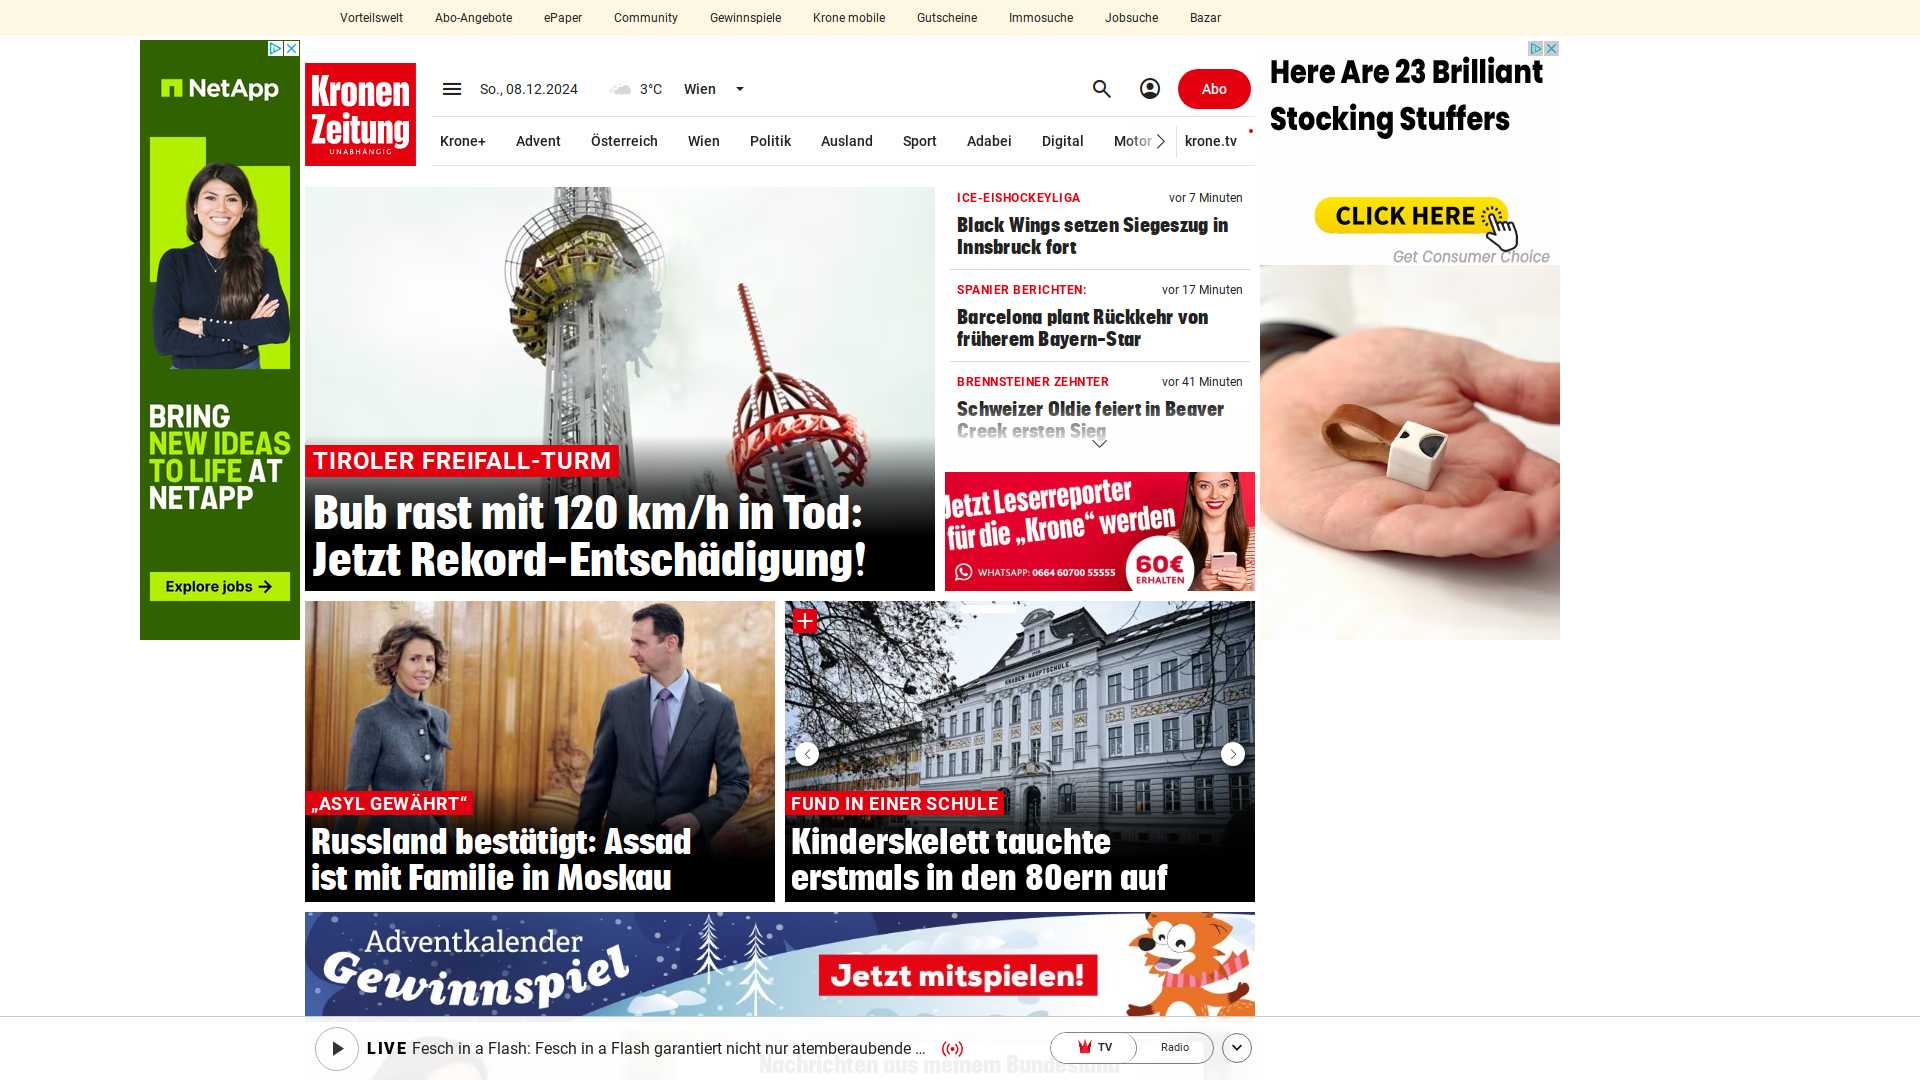 Vorteilswelt Abo-Angebote ePaper Community Gewinnspiele Krone mobile Gutscheine Immosuche Jobsuche Bazar
NetApp
BRING
NEW IDEAS
TO LIFE AT
NETAPP
Explore jobs →
Kronen
Zeitung
UNABHÄNGIG
So., 08.12.2024 3°C Wien
Abo
Krone+ Advent Österreich Wien Politik Ausland Sport Adabei Digital Motor krone.tv
TIROLER FREIFALL-TURM
Bub rast mit 120 km/h in Tod:
Jetzt Rekord-Entschädigung!
ICE-EISHOCKEYLIGA vor 7 Minuten
Black Wings setzen Siegeszug in
Innsbruck fort
SPANIER BERICHTEN: vor 17 Minuten
Barcelona plant Rückkehr von
früherem Bayern-Star
BRENNSTEINER ZEHNTER vor 41 Minuten
Schweizer Oldie feiert in Beaver
Creek ersten Sieg
Jetzt Leserreporter
für die „Krone“ werden
WHATSAPP: 0664 60700 55555
60€
ERHALTEN
Here Are 23 Brilliant
Stocking Stuffers
CLICK HERE
Get Consumer Choice
„ASYL GEWÄHRT“
Russland bestätigt: Assad
ist mit Familie in Moskau
KNABEN-HAUPTSCHULE
FUND IN EINER SCHULE
Kinderskelett tauchte
erstmals in den 80ern auf
Adventkalender
Gewinnspiel
Jetzt mitspielen!
LIVE Fesch in a Flash: Fesch in a Flash garantiert nicht nur atemberaubende ...
TV Radio
Nachrichten aus meinem Bundesland